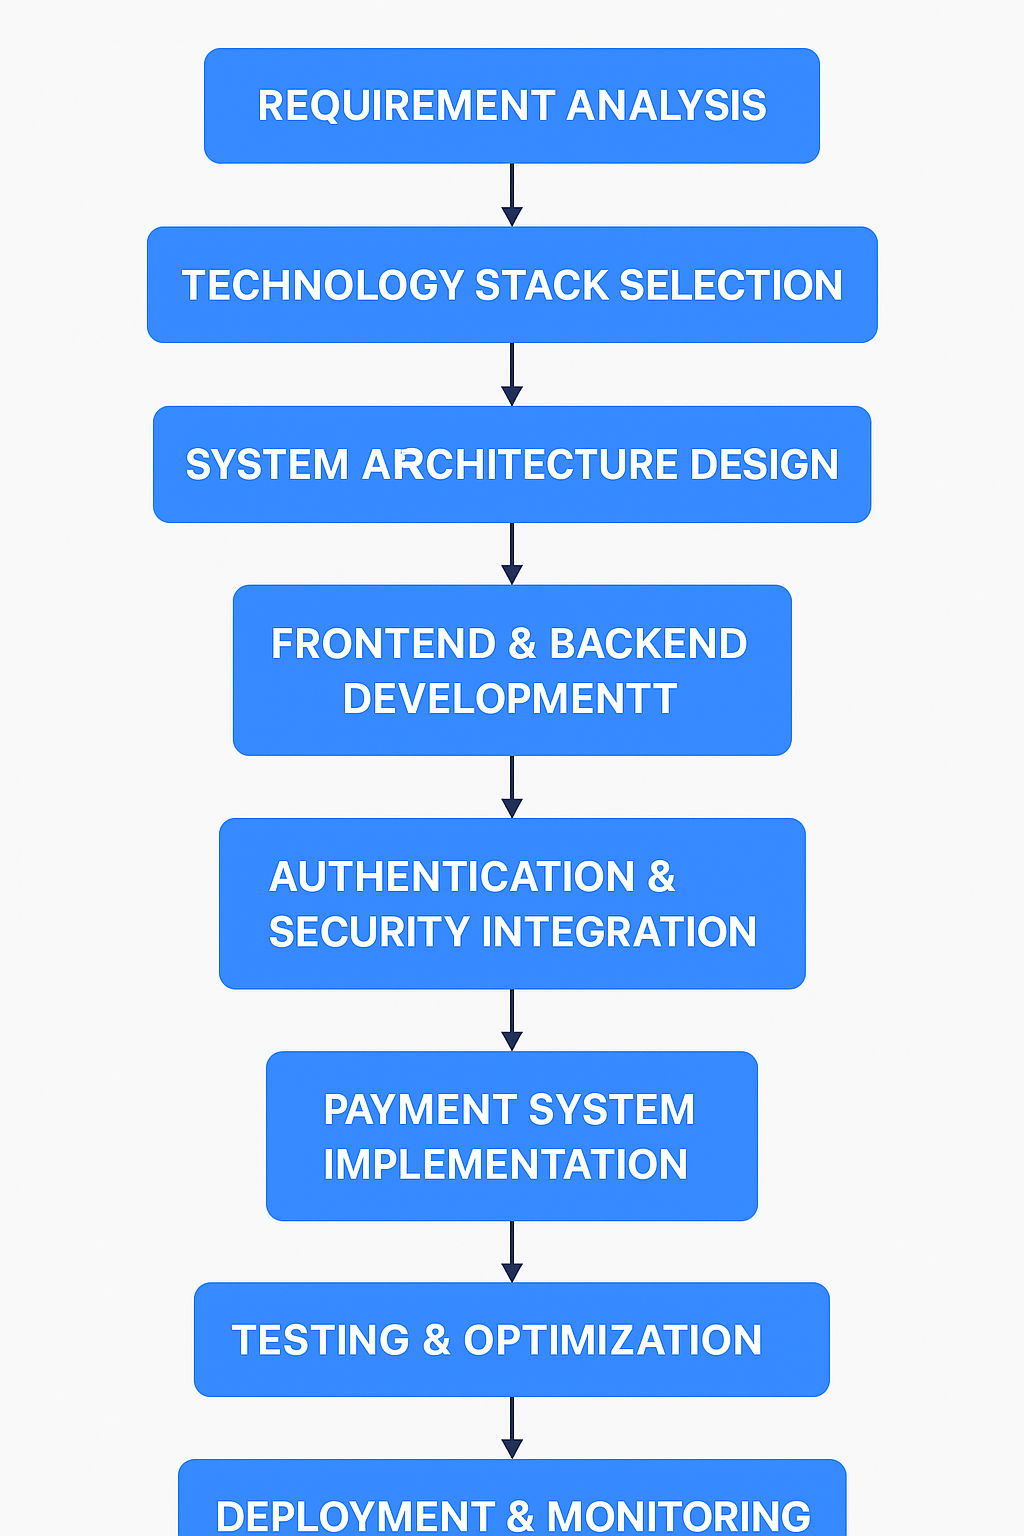 REQUIREMENT ANALYSIS
TECHNOLOGY STACK SELECTION
SYSTEM ARCHITECTURE DESIGN
FRONTEND & BACKEND
DEVELOPMENTT
AUTHENTICATION &
SECURITY INTEGRATION
PAYMENT SYSTEM
IMPLEMENTATION
TESTING & OPTIMIZATION
DEPLOYMENT & MONITORING